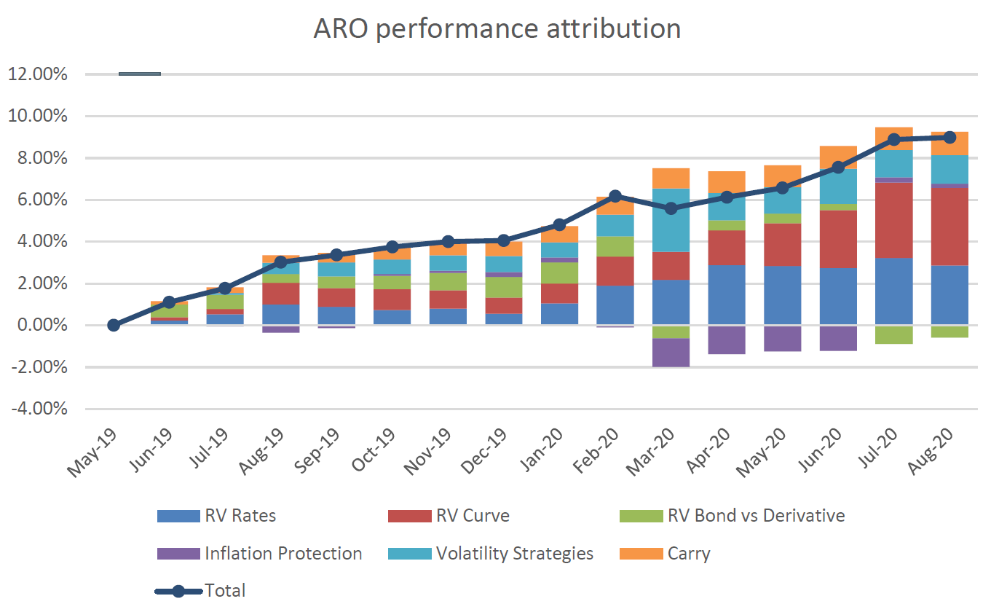 ARO performance attribution
12.00%
10.00%
8.00%
6.00%
4.00%
2.00%
0.00%
-2.00%
-4.00%
May-19 Jun-19 Jul-19 Aug-19 Sep-19 Oct-19 Nov-19 Dec-19 Jan-20 Feb-20 Mar-20 Apr-20 May-20 Jun-20 Jul-20 Aug-20
RV Rates RV Curve RV Bond vs Derivative
Inflation Protection Volatility Strategies Carry
Total